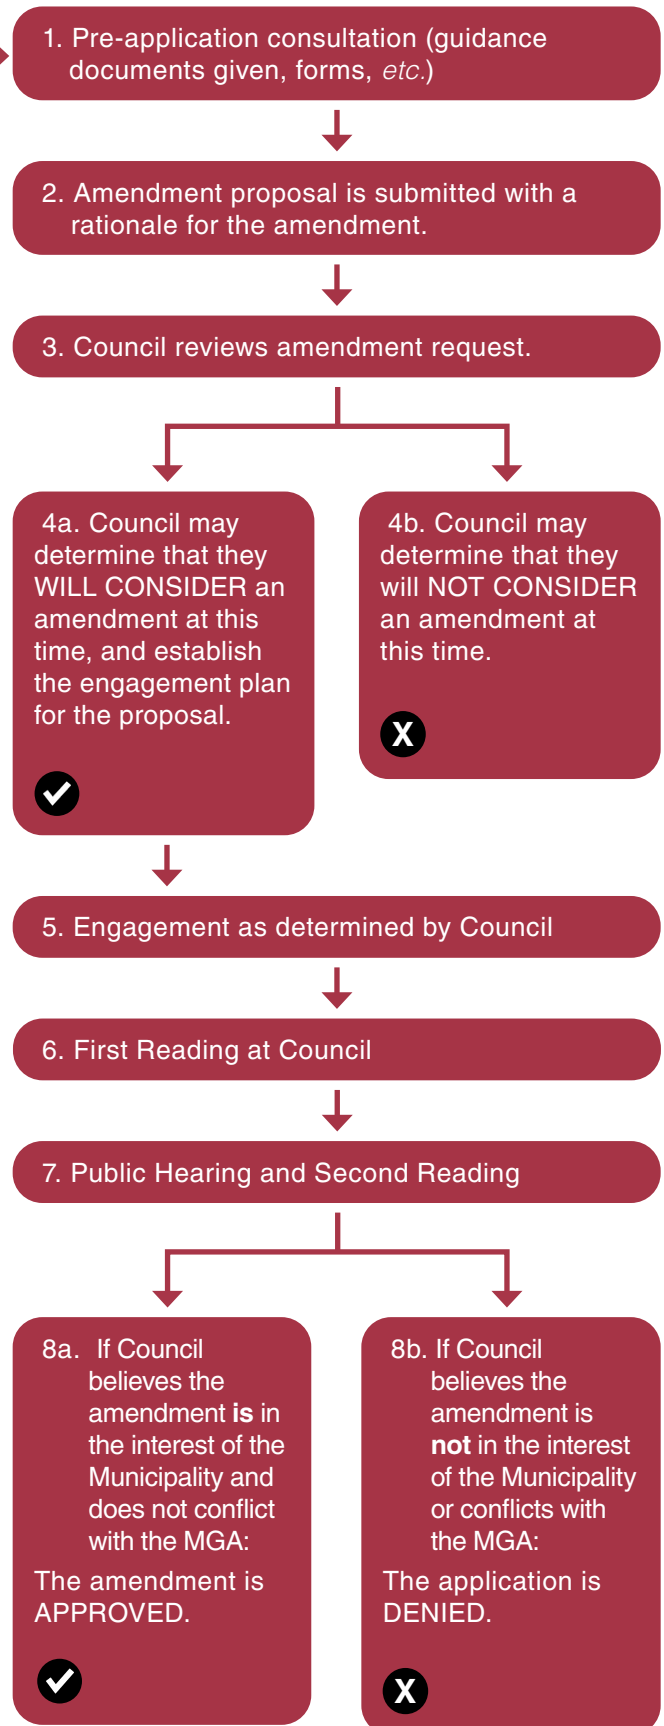 1. Pre-application consultation (guidance
documents given, forms, etc.)
2. Amendment proposal is submitted with a
rationale for the amendment.
3. Council reviews amendment request.
4a. Council may
determine that they
WILL CONSIDER an
amendment at this
time, and establish
the engagement plan
for the proposal.
4b. Council may
determine that they
will NOT CONSIDER
an amendment at
this time.
X
5. Engagement as determined by Council
6. First Reading at Council
7. Public Hearing and Second Reading
8a. If Council
believes the
amendment is in
the interest of the
Municipality and
does not conflict
with the MGA:
The amendment is
APPROVED.
8b. If Council
believes the
amendment is
not in the interest
of the Municipality
or conflicts with
the MGA:
The application is
DENIED.
X